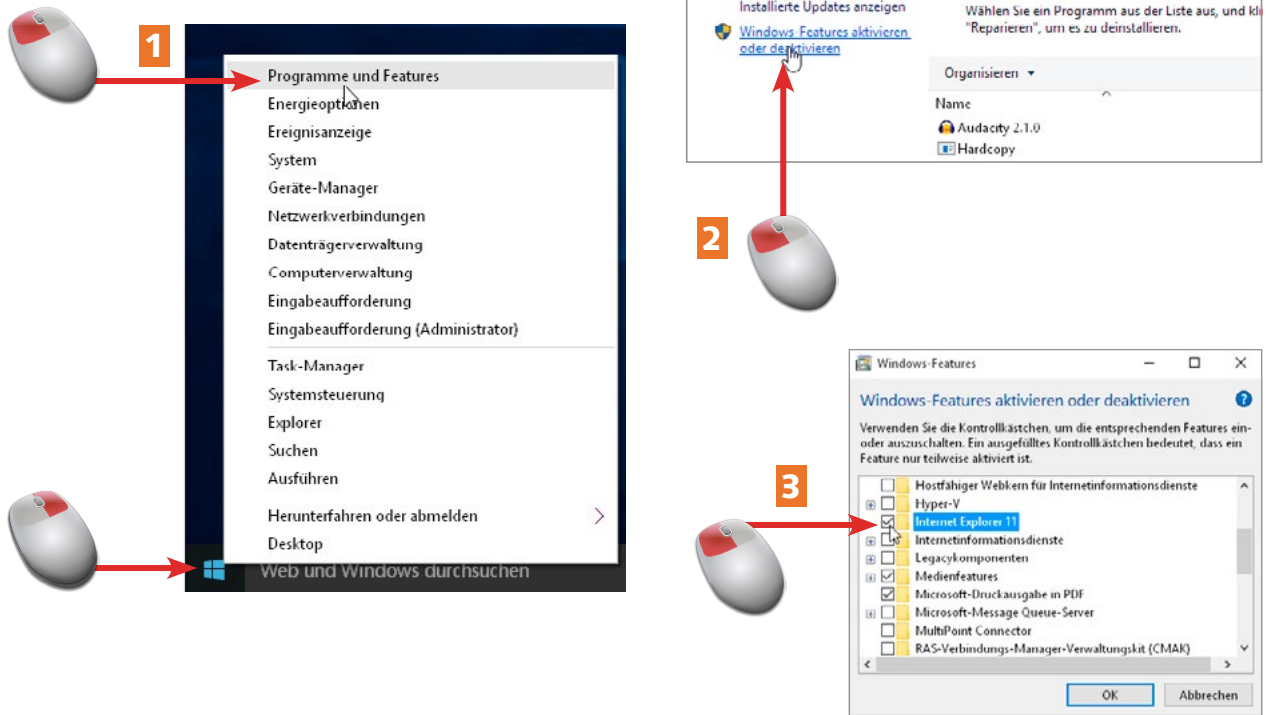 1
Programme und Features
Energieoptionen
Ereignisanzeige
System
Geräte-Manager
Netzwerkverbindungen
Datenträgerverwaltung
Computerverwaltung
Eingabeaufforderung
Eingabeaufforderung (Administrator)
Task-Manager
Systemsteuerung
Explorer
Suchen
Ausführen
Herunterfahren oder abmelden
Desktop
Web und Windows durchsuchen
Installierte Updates anzeigen
Windows-Features aktivieren
oder deaktivieren
Wählen Sie ein Programm aus der Liste aus, und
"Reparieren", um es zu deinstallieren.
Organisieren
Name
Audacity 2.1.0
Hardcopy
2
Windows-Features
Windows-Features aktivieren oder deaktivieren
Verwenden Sie die Kontrollkästchen, um die entsprechenden Features ein-
oder auszuschalten. Ein ausgefülltes Kontrollkästchen bedeutet, dass ein
Feature nur teilweise aktiviert ist.
3
Hostfähiger Webkern für Internetinformationsdienste
Hyper-V
Internet Explorer 11
Internetinformationsdienste
Legacykomponenten
Medienfeatures
Microsoft-Druckausgabe in PDF
Microsoft-Message Queue-Server
MultiPoint Connector
RAS-Verbindungs-Manager-Verwaltungskit (CMAK)
OK
Abbrechen